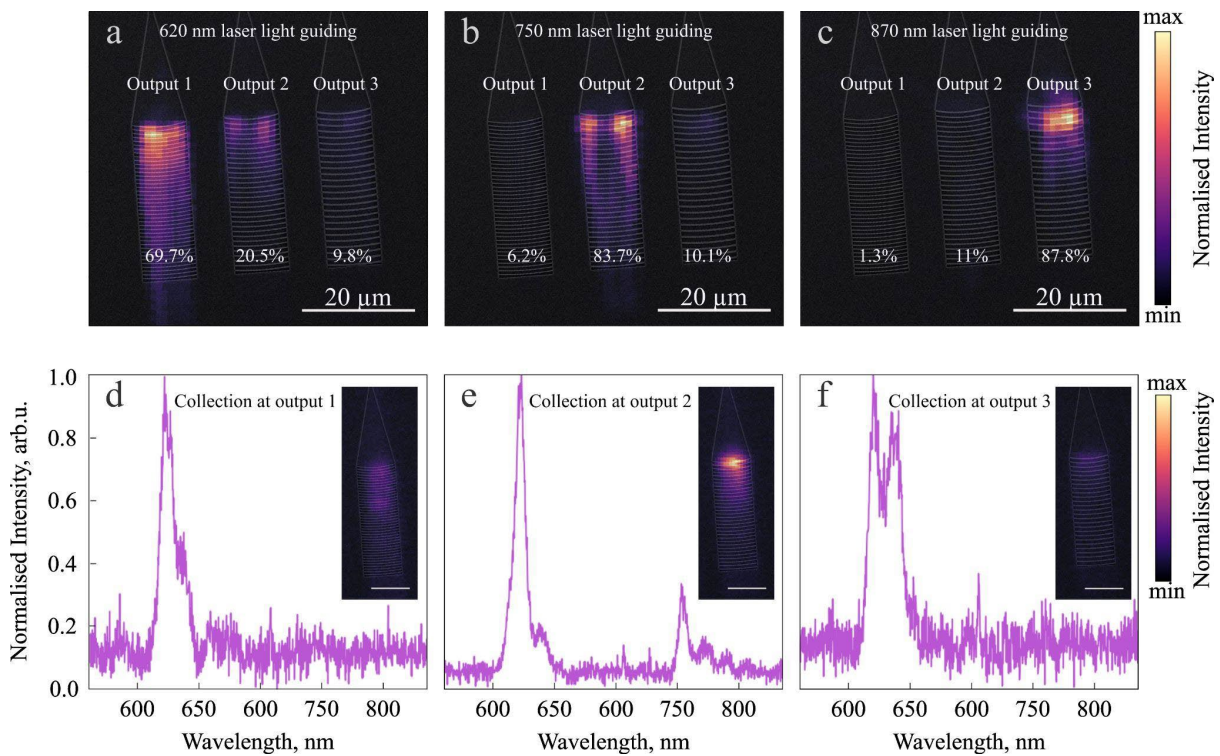 a
620 nm laser light guiding
Output 1
Output 2
Output 3
69.7%
20.5%
9.8%
20 µm
b
750 nm laser light guiding
Output 1
Output 2
Output 3
6.2%
83.7%
10.1%
20 µm
c
870 nm laser light guiding
Output 1
Output 2
Output 3
1.3%
11%
87.8%
20 µm
max
Normalised Intensity
min
d
Collection at output 1
Normalised Intensity, arb.u.
1.0
0.8
0.6
0.4
0.2
0.0
600 650 600 750 800
Wavelength, nm
e
Collection at output 2
600 650 600 750 800
Wavelength, nm
f
Collection at output 3
600 650 600 750 800
Wavelength, nm
max
Normalised Intensity
min